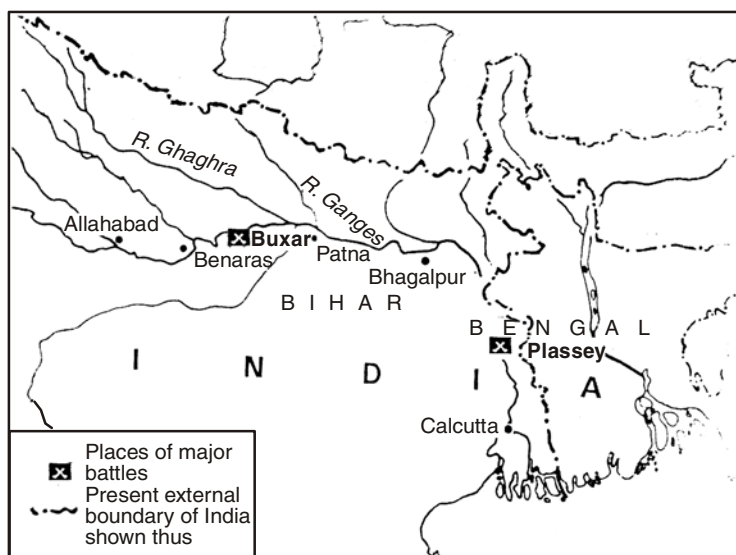 R. Ghaghra
R. Ganges
Allahabad
Buxar
Benaras
Patna
Bhagalpur
BIHAR
BENGAL
Plassey
INDIA
Calcutta
Places of major
battles
Present external
boundary of India
shown thus